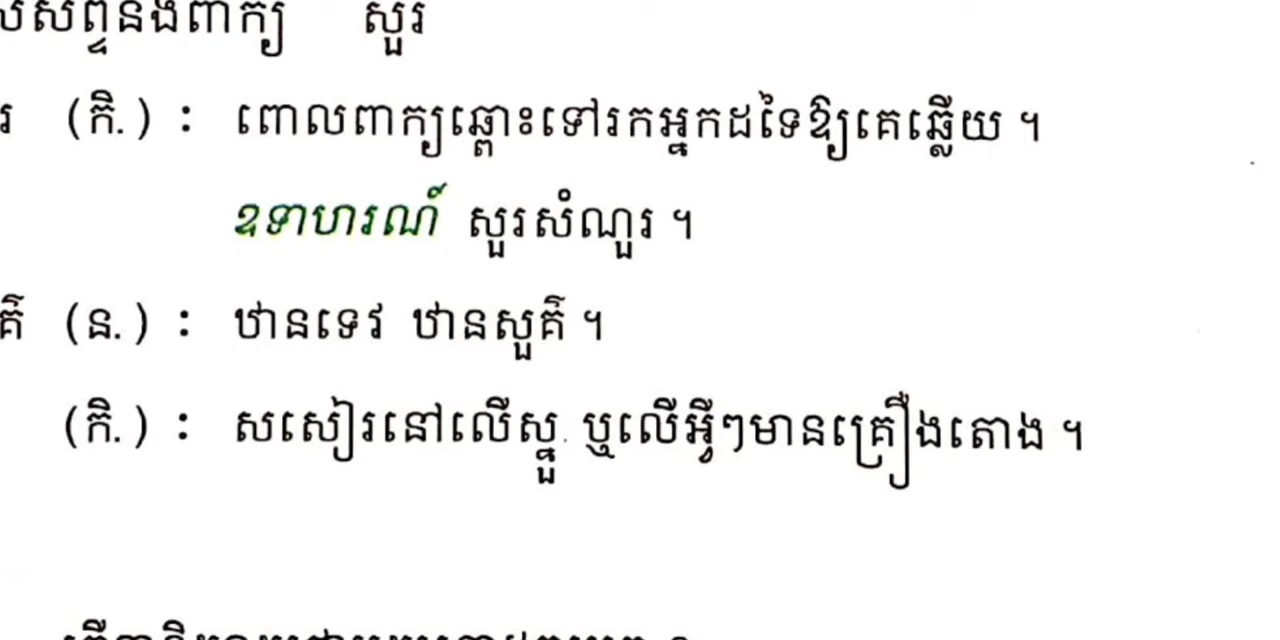 សព្ទនឹងពាក្យ សួរ
(កិ.) ៖ ពោលពាក្យឆ្ពោះទៅរកអ្នកដទៃឱ្យគេឆ្លើយ ។
ឧទាហរណ៍ សួរសំណួរ ។
(ន.) ៖ ឋានទេវ ឋានសួគ៌ ។
(កិ.) ៖ សសៀរនៅលើស្នួ ឬលើអ្វីៗមានគ្រឿងតោង ។